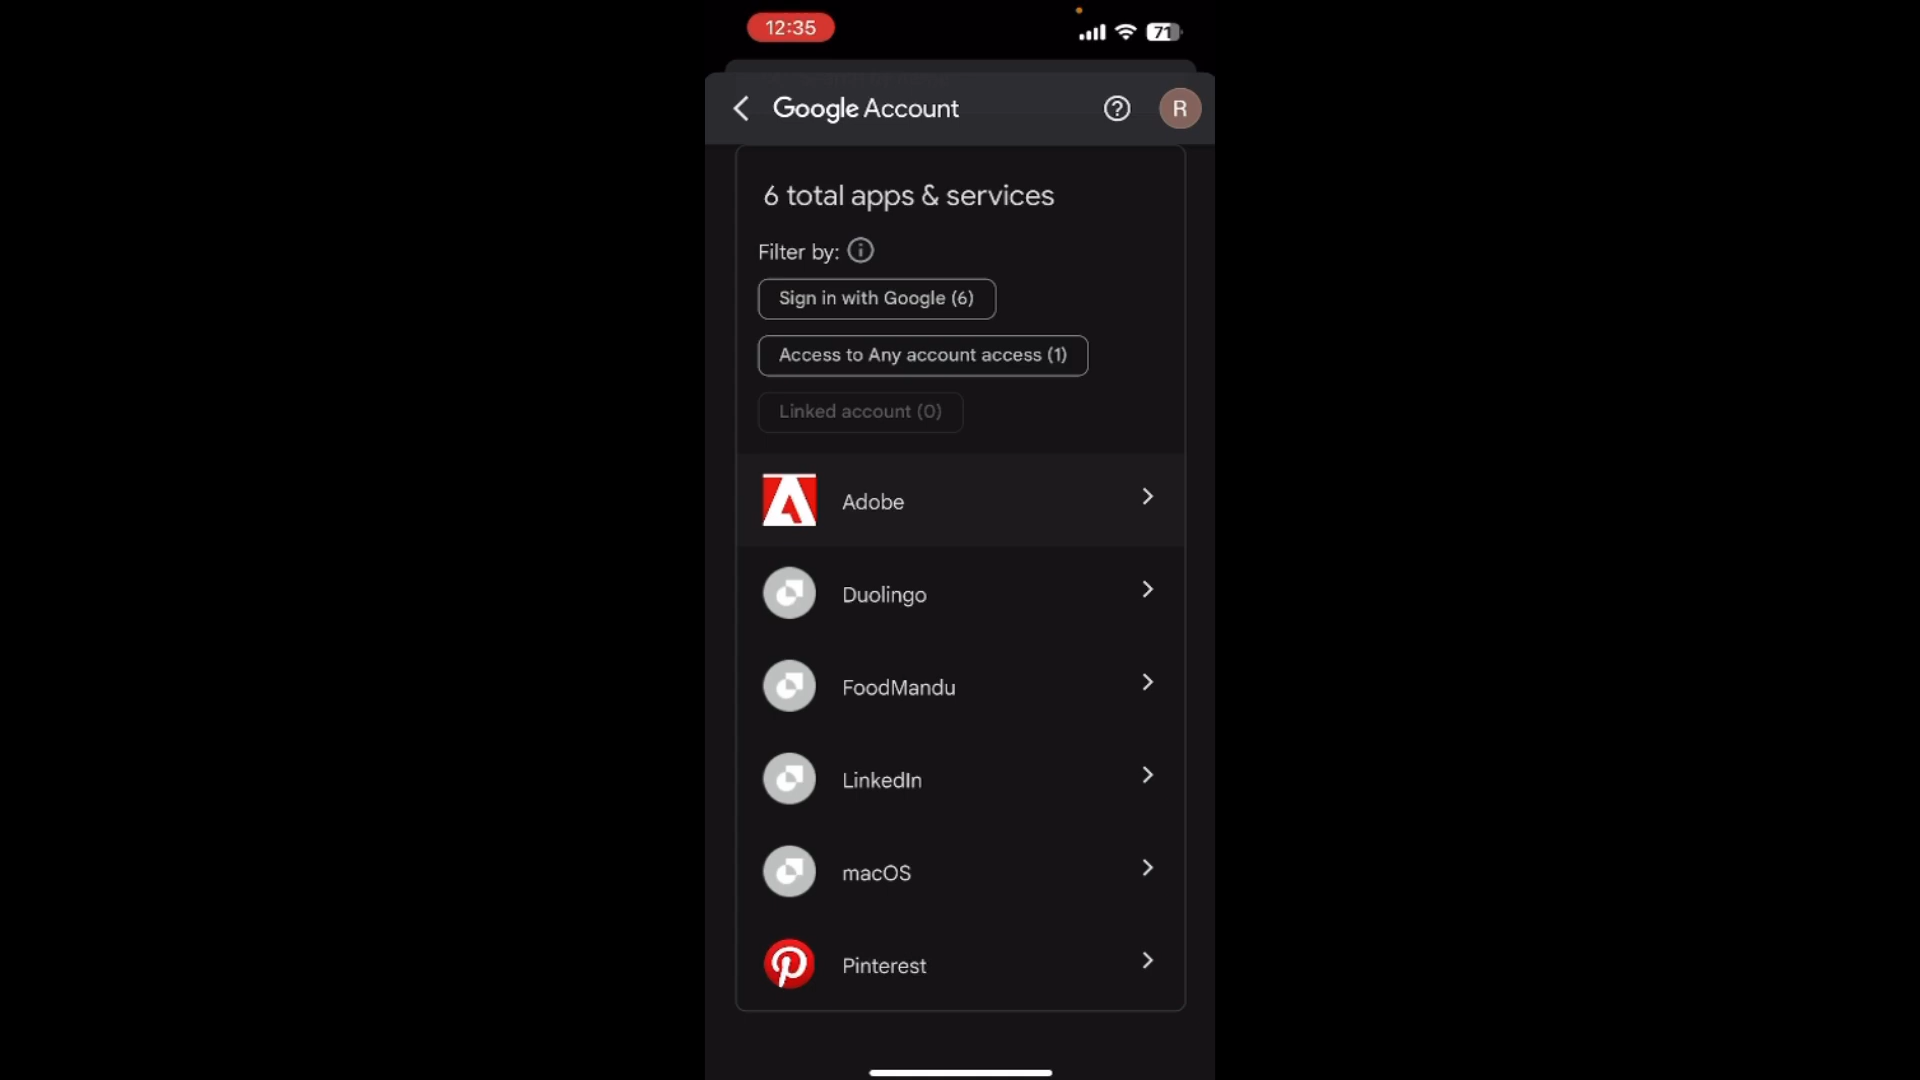 12:35
71
Google Account
R
6 total apps & services
Filter by:
Sign in with Google (6)
Access to Any account access (1)
Linked account (0)
Adobe
Duolingo
FoodMandu
LinkedIn
macOS
Pinterest